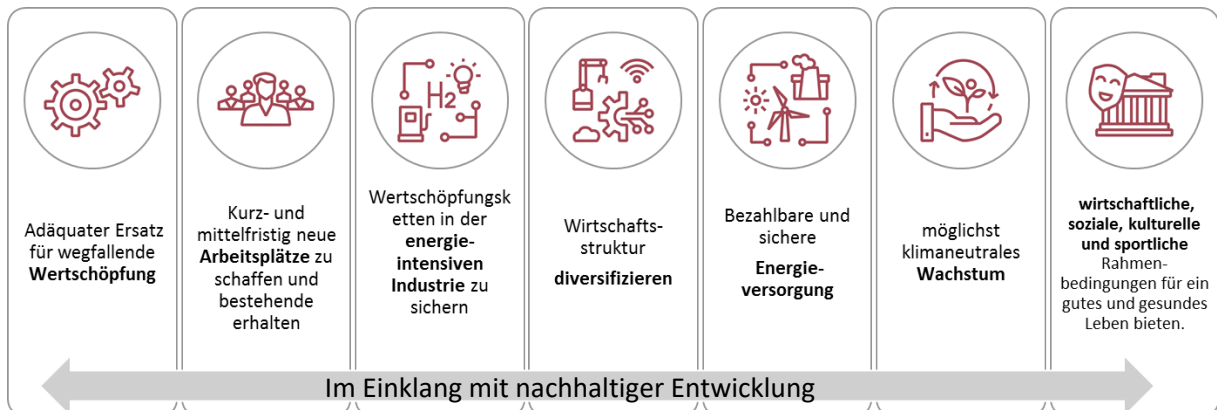 Adäquater Ersatz
für wegfallende
Wertschöpfung
Kurz- und
mittelfristig neue
Arbeitsplätze zu
schaffen und
bestehende
erhalten
H2
Wertschöpfungsk
etten in der
energie-
intensiven
Industrie zu
sichern
Wirtschafts-
struktur
diversifizieren
Bezahlbare und
sichere
Energie-
versorgung
möglichst
klimaneutrales
Wachstum
wirtschaftliche,
soziale, kulturelle
und sportliche
Rahmen-
bedingungen für ein
gutes und gesundes
Leben bieten.
Im Einklang mit nachhaltiger Entwicklung